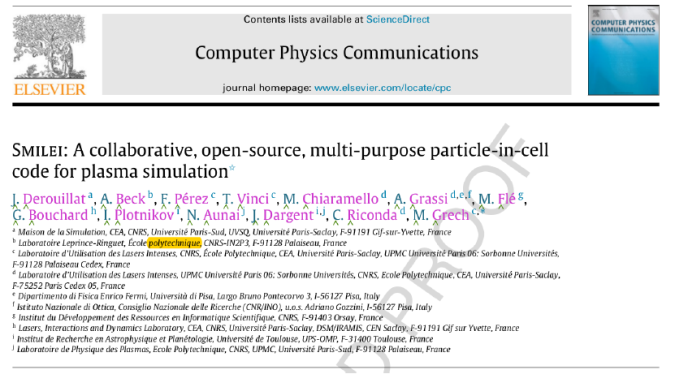 Contents lists available at ScienceDirect
Computer Physics Communications
journal homepage: www.elsevier.com/locate/cpc
ELSEVIER
COMPUTER PHYSICS
COMMUNICATIONS
SMILEI: A collaborative, open-source, multi-purpose particle-in-cell
code for plasma simulation☆
J. Derouillat a, A. Beck b, F. Pérez c, T. Vinci c, M. Chiaramello d, A. Grassi d,e,f, M. Flé g,
G. Bouchard h, I. Plotnikov i, N. Aunai j, J. Dargent i,j, C. Riconda d, M. Grech c,*
a Maison de la Simulation, CEA, CNRS, Université Paris-Sud, UVSQ, Université Paris-Saclay, F-91191 Gif-sur-Yvette, France
b Laboratoire Leprince-Ringuet, École polytechnique, CNRS-IN2P3, F-91128 Palaiseau, France
c Laboratoire d'Utilisation des Lasers Intenses, CNRS, École Polytechnique, CEA, Université Paris-Saclay, UPMC Université Paris 06: Sorbonne Universités,
F-91128 Palaiseau Cedex, France
d Laboratoire d'Utilisation des Lasers Intenses, UPMC Université Paris 06: Sorbonne Universités, CNRS, Ecole Polytechnique, CEA, Université Paris-Saclay,
F-75252 Paris Cedex 05, France
e Dipartimento di Fisica Enrico Fermi, Università di Pisa, Largo Bruno Pontecorvo 3, I-56127 Pisa, Italy
f Istituto Nazionale di Ottica, Consiglio Nazionale delle Ricerche (CNR/INO), u.o.s. Adriano Gozzini, I-56127 Pisa, Italy
g Institut du Développement des Ressources en Informatique Scientifique, CNRS, F-91403 Orsay, France
h Lasers, Interactions and Dynamics Laboratory, CEA, CNRS, Université Paris-Saclay, DSM/IRAMIS, CEN Saclay, F-91191 Gif sur Yvette, France
i Institut de Recherche en Astrophysique et Planétologie, Université de Toulouse, UPS-OMP, F-31400 Toulouse, France
j Laboratoire de Physique des Plasmas, Ecole Polytechnique, CNRS, UPMC, Université Paris-Sud, F-91128 Palaiseau, France
D PROOF